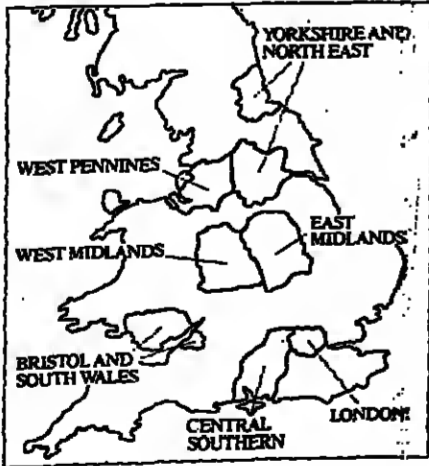 YORKSHIRE AND
NORTH EAST
WEST PENNINES
WEST MIDLANDS
EAST
MIDLANDS
BRISTOL AND
SOUTH WALES
CENTRAL
SOUTHERN
LONDON